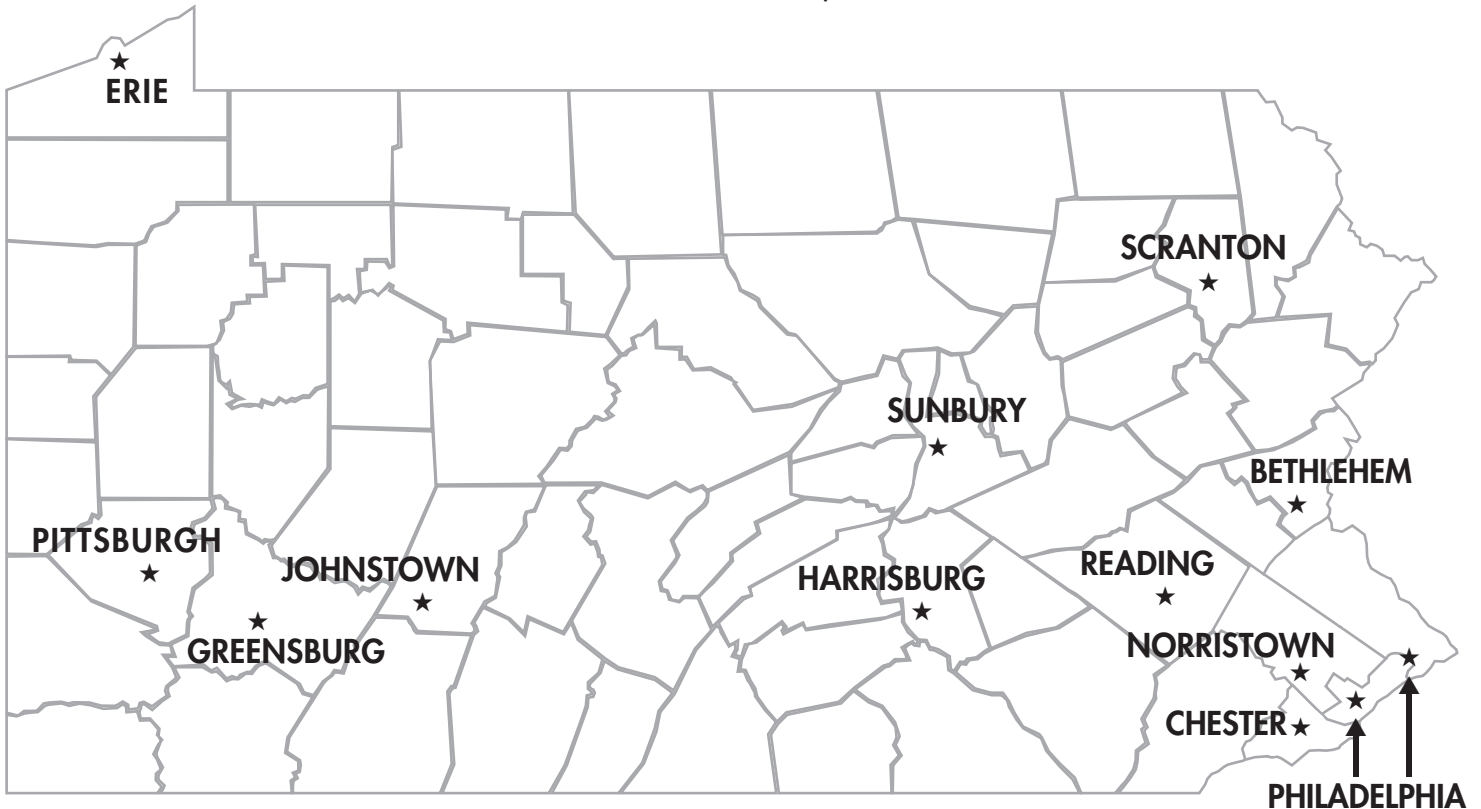 ERIE
SCRANTON
SUNBURY
BETHLEHEM
PITTSBURGH
JOHNSTOWN
READING
HARRISBURG
GREENSBURG
NORRISTOWN
CHESTER
PHILADELPHIA